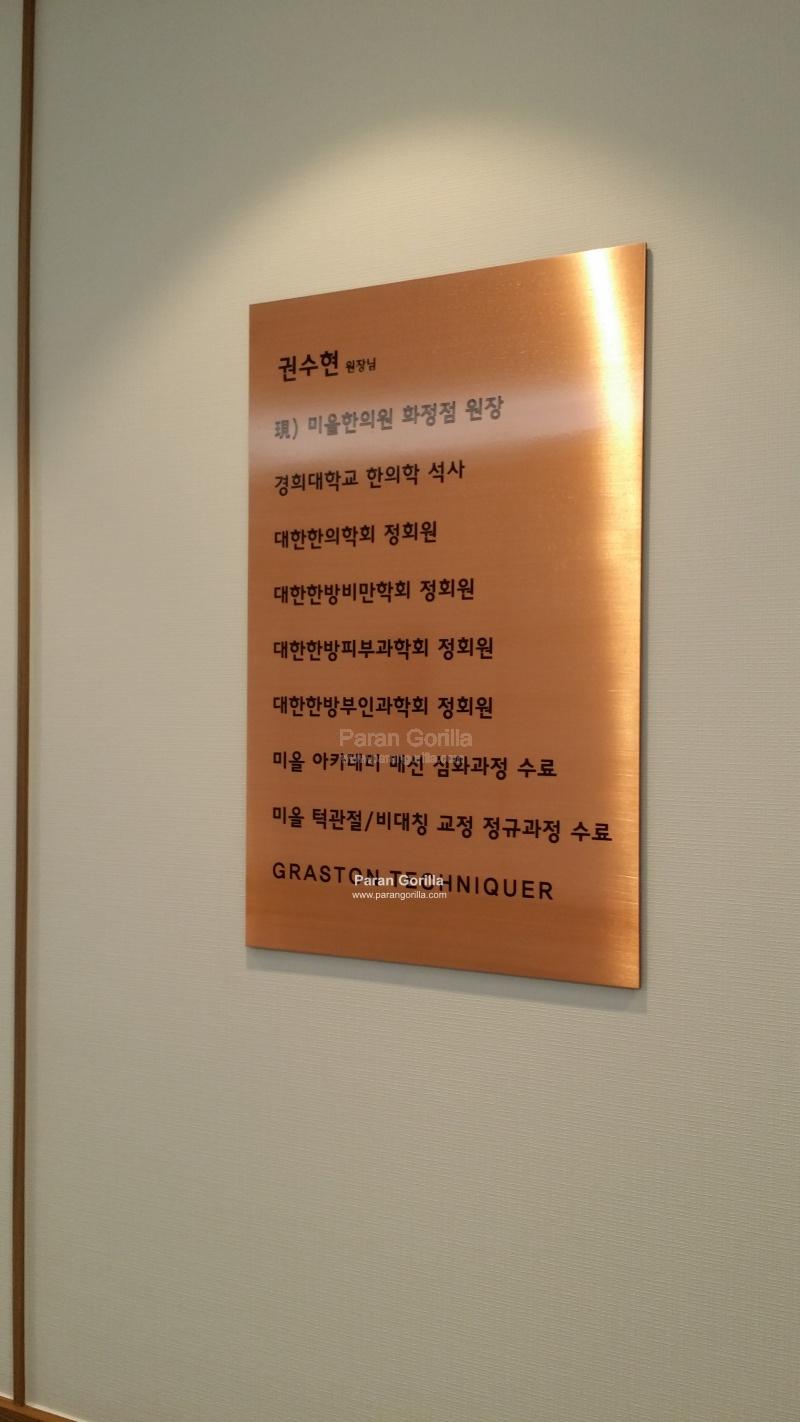 권수현 원장님
現) 미올한의원 화정점 원장
경희대학교 한의학 석사
대한한의학회 정회원
대한한방비만학회 정회원
대한한방피부과학회 정회원
대한한방부인과학회 정회원
Paran Gorilla
www.parangorilla.com
미올 아카데미 매선 심화과정 수료
미올 턱관절/비대칭 교정 정규과정 수료
GRASTON TECHNIQUER
Paran Gorilla
www.parangorilla.com